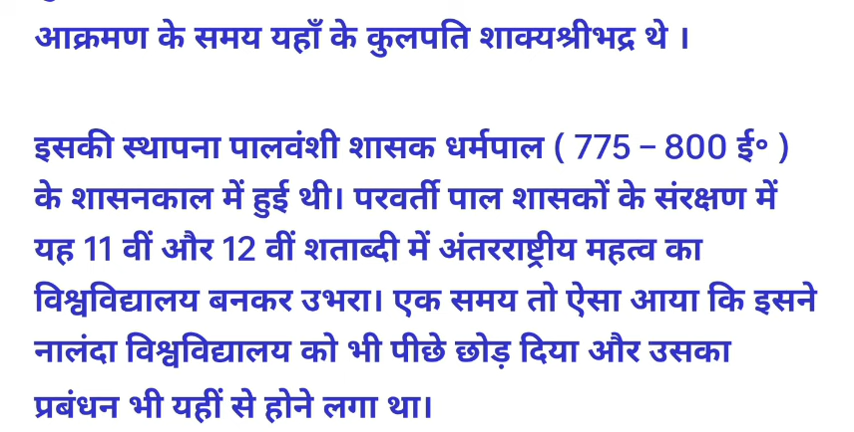 आक्रमण के समय यहाँ के कुलपति शाक्यश्रीभद्र थे ।
इसकी स्थापना पालवंशी शासक धर्मपाल ( 775 – 800 ई° )
के शासनकाल में हुई थी। परवर्ती पाल शासकों के संरक्षण में
यह 11 वीं और 12 वीं शताब्दी में अंतरराष्ट्रीय महत्व का
विश्वविद्यालय बनकर उभरा। एक समय तो ऐसा आया कि इसने
नालंदा विश्वविद्यालय को भी पीछे छोड़ दिया और उसका
प्रबंधन भी यहीं से होने लगा था।